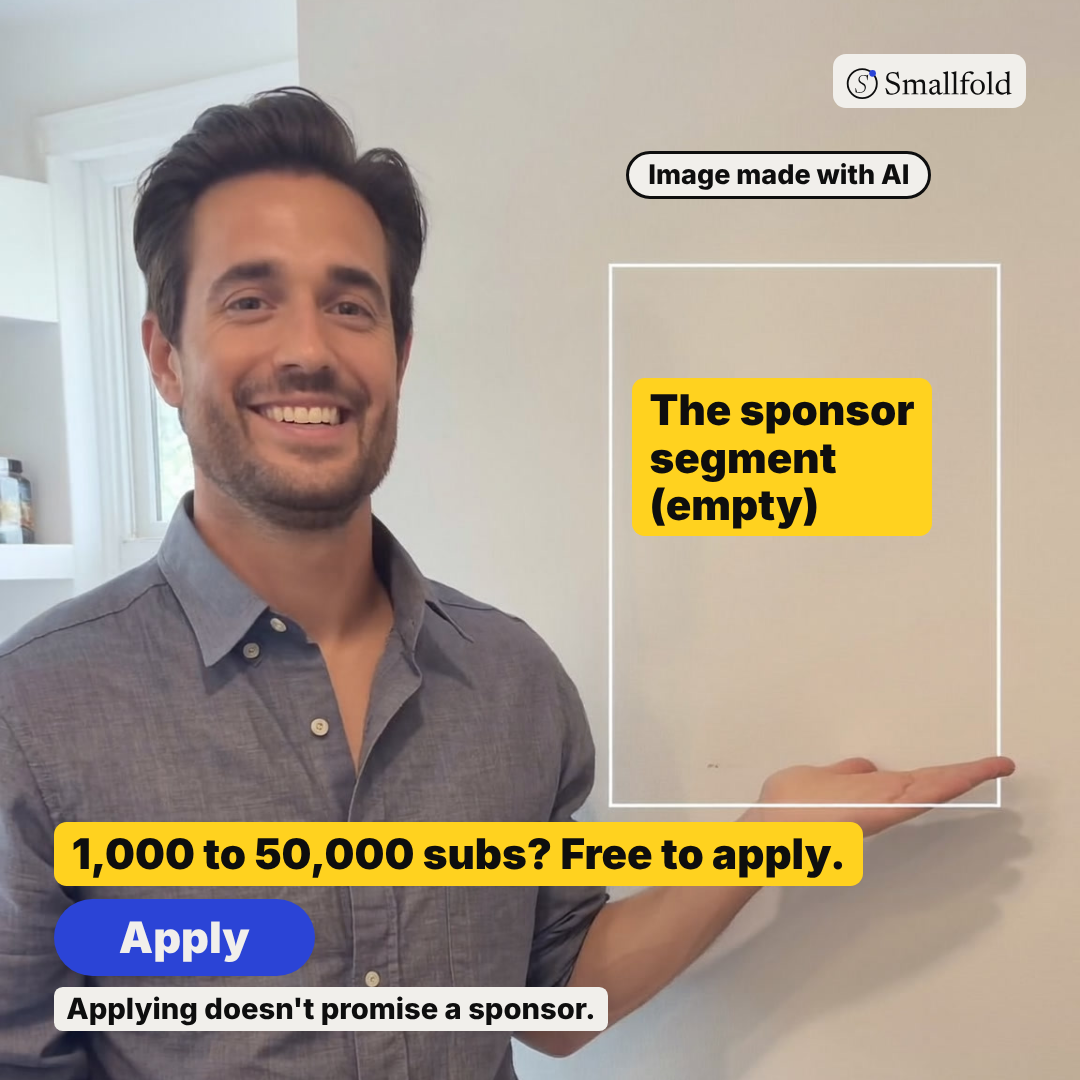 Smallfold
Image made with AI
The sponsor
segment
(empty)
1,000 to 50,000 subs? Free to apply.
Apply
Applying doesn't promise a sponsor.